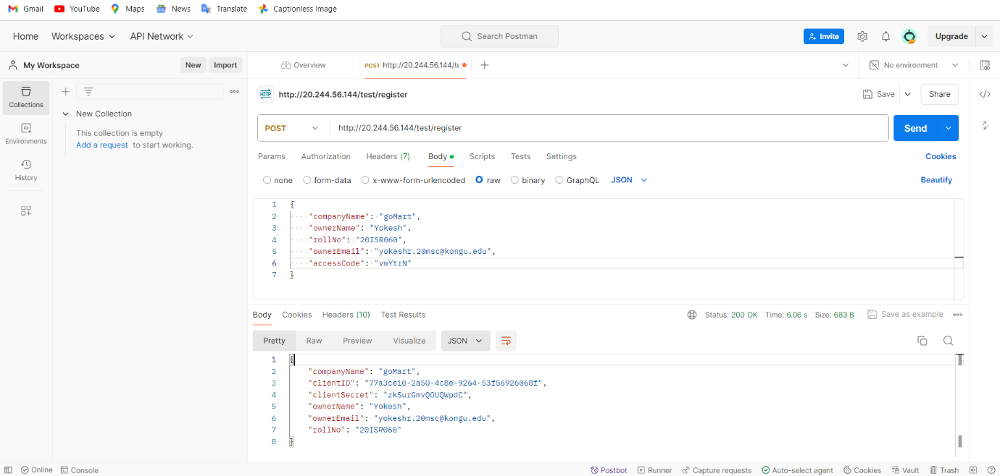 Gmail YouTube Maps News Translate Captionless Image
Home Workspaces API Network Search Postman Invite Upgrade
My Workspace New Import Overview POST http://20.244.56.144/te No environment
Collections
Environments
History
New Collection
This collection is empty
Add a request to start working.
HTTP http://20.244.56.144/test/register Save Share
POST http://20.244.56.144/test/register Send
Params Authorization Headers (7) Body Scripts Tests Settings Cookies
none form-data x-www-form-urlencoded raw binary GraphQL JSON Beautify
1 {
2 "companyName": "goMart",
3 "ownerName": "Yokesh",
4 "rollNo": "20ISR060",
5 "ownerEmail": "yokeshr.20msc@kongu.edu",
6 "accessCode": "vwYtrN"
7 }
Body Cookies Headers (10) Test Results Status: 200 OK Time: 6.06 s Size: 683 B Save as example
Pretty Raw Preview Visualize JSON
1 {
2 "companyName": "goMart",
3 "clientID": "77a3ce10-2a50-4c8e-9264-53f56926068f",
4 "clientSecret": "zkSurGmvQOUQWpdC",
5 "ownerName": "Yokesh",
6 "ownerEmail": "yokeshr.20msc@kongu.edu",
7 "rollNo": "20ISR060"
8 }
Online Console Postbot Runner Capture requests Auto-select agent Cookies Vault Trash